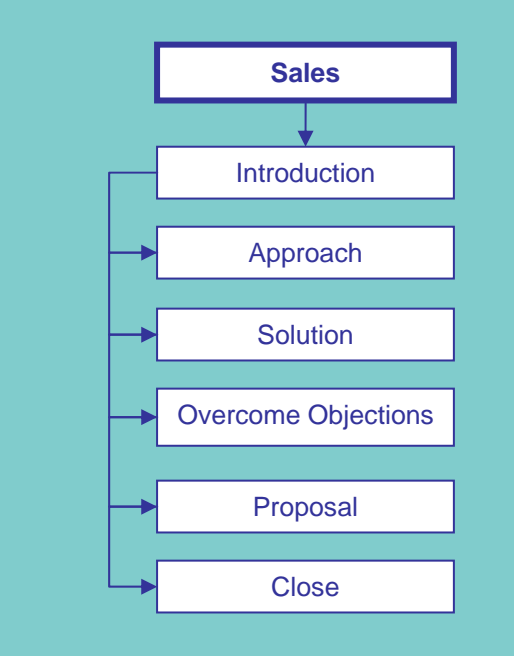 Sales
Introduction
Approach
Solution
Overcome Objections
Proposal
Close